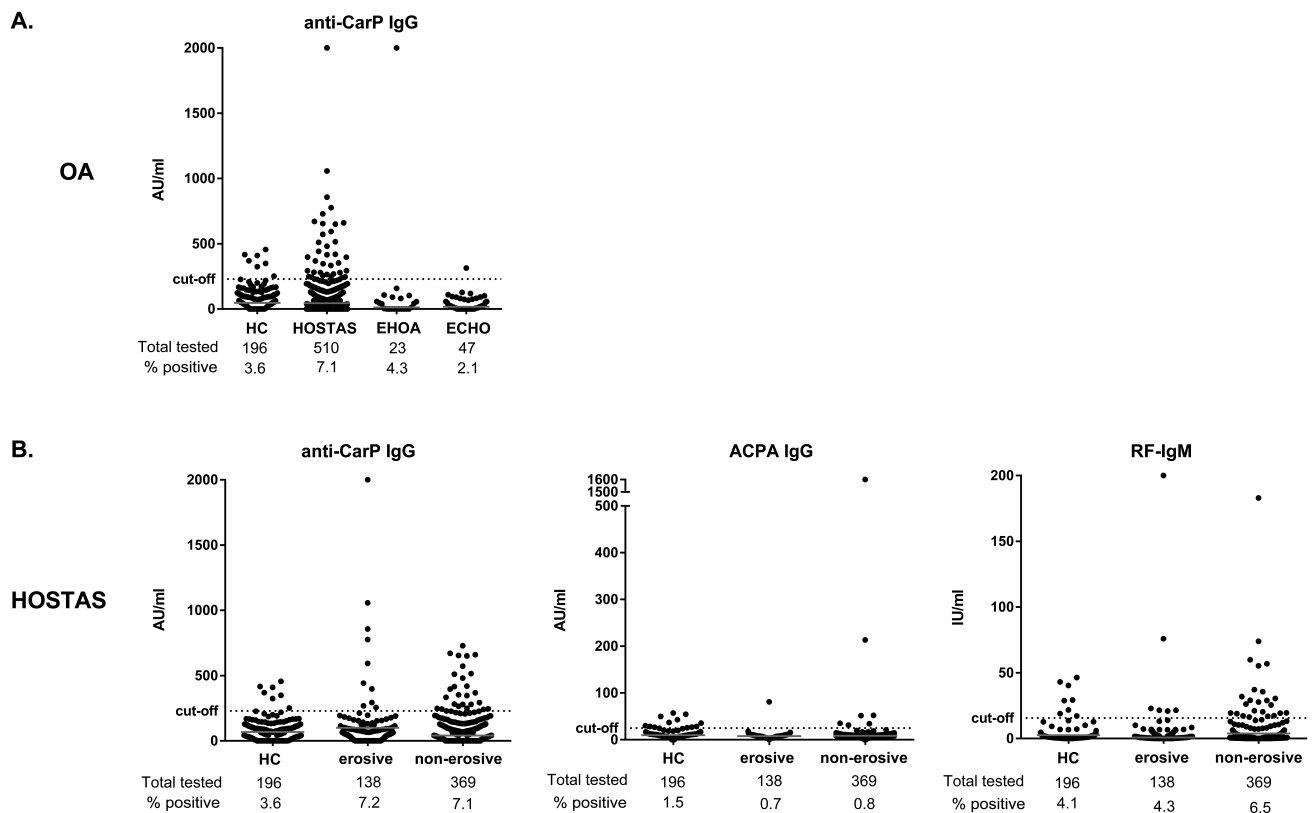 A.
anti-CarP IgG
2000
1500
1000
500
cut-off
0
AU/ml
OA
HC HOSTAS EHOA ECHO
Total tested 196 510 23 47
% positive 3.6 7.1 4.3 2.1
B.
HOSTAS
anti-CarP IgG
2000
1500
1000
500
cut-off
0
AU/ml
HC erosive non-erosive
Total tested 196 138 369
% positive 3.6 7.2 7.1
ACPA IgG
1600
1500
500
400
300
200
100
cut-off
0
AU/ml
HC erosive non-erosive
Total tested 196 138 369
% positive 1.5 0.7 0.8
RF-IgM
200
150
100
50
cut-off
0
IU/ml
HC erosive non-erosive
Total tested 196 138 369
% positive 4.1 4.3 6.5